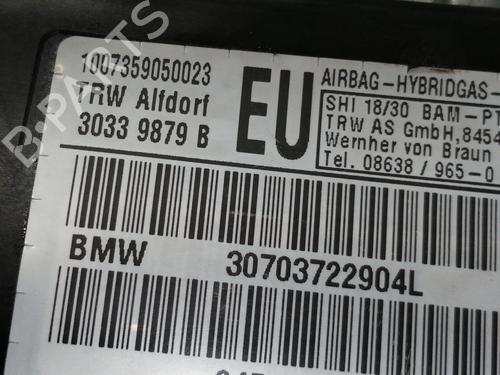 1007359050023
TRW Alfdorf
3033 9879 B
EU
AIRBAG-HYBRIDGAS-
SHI 18/30 BAM-PT
TRW AS GmbH, 8454
Wernher von Braun
Tel. 08638 / 965-0
BMW 30703722904L
B-PARTS